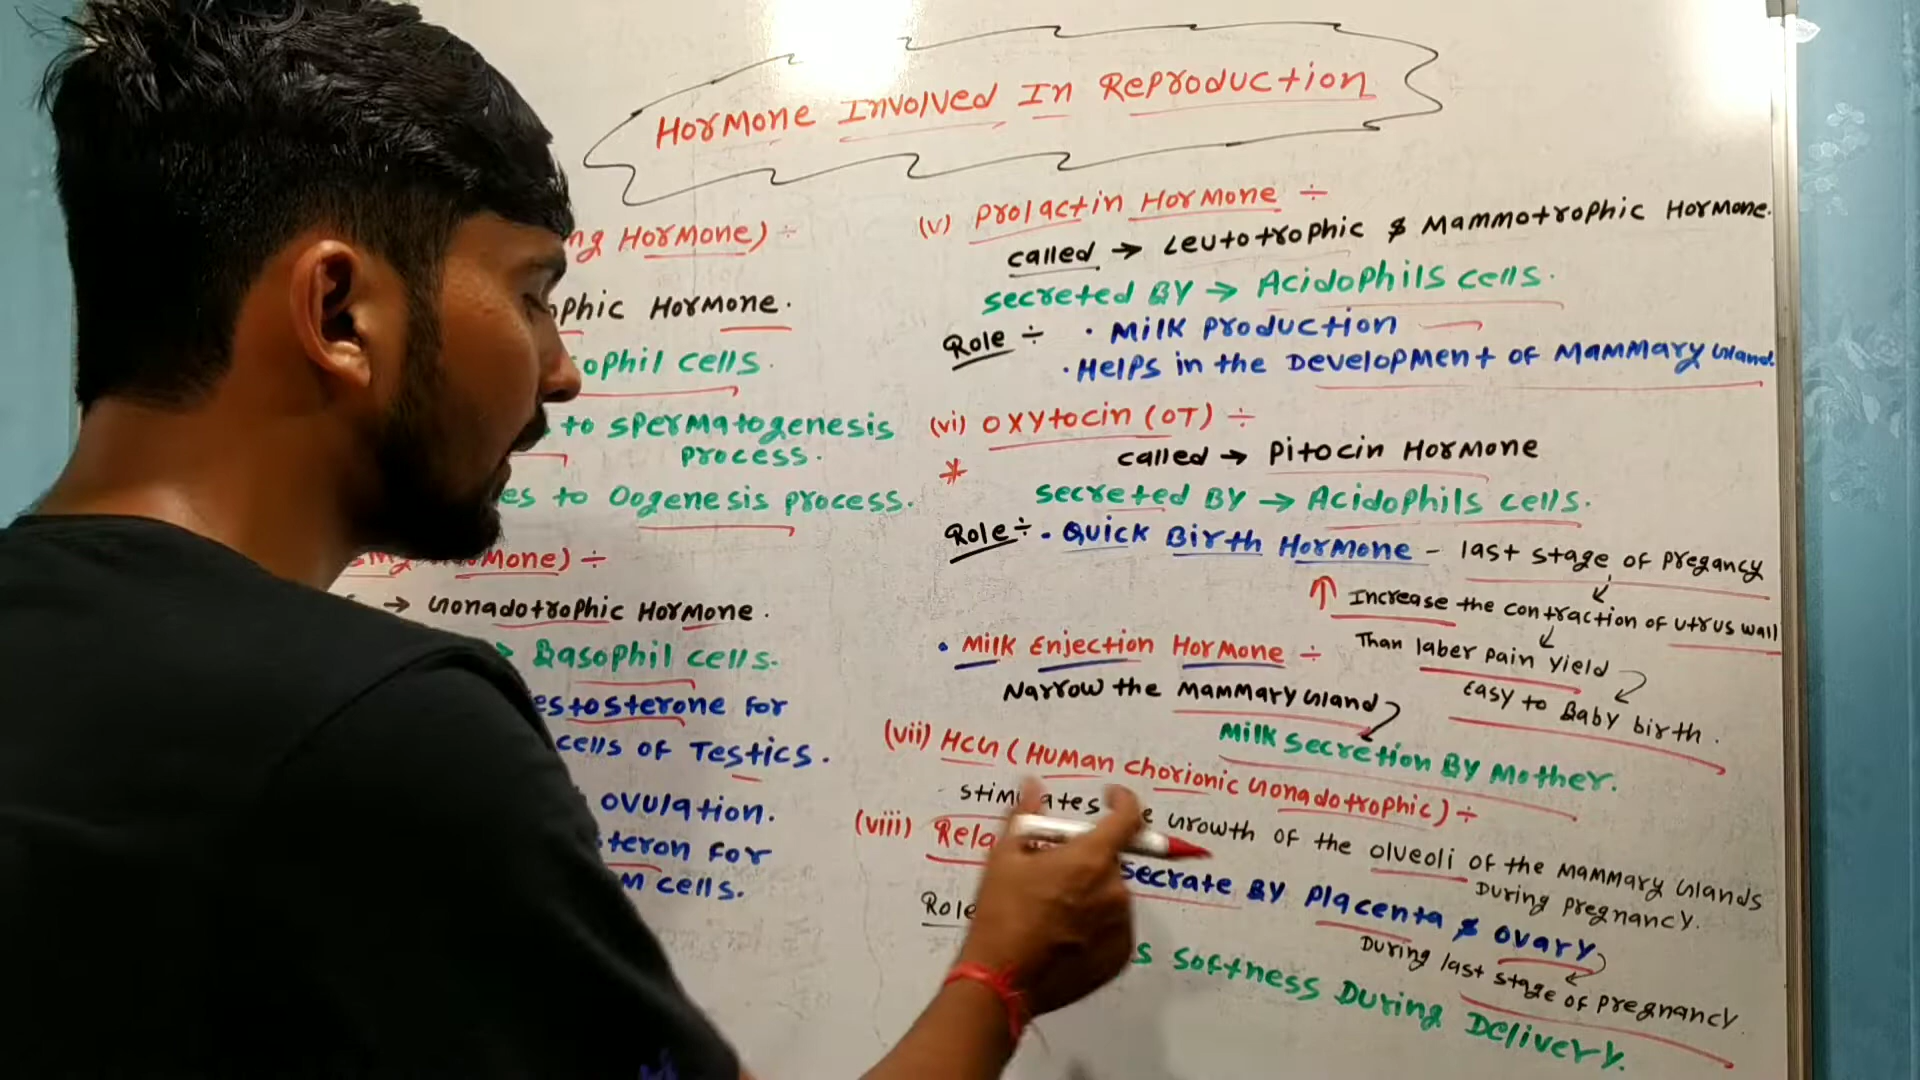 Hormone Involved In Reproduction
ng Hormone) ÷
phic Hormone.
ophil cells.
to spermatogenesis
process.
es to Oogenesis process.
Hormone) ÷
→ Gonadotrophic Hormone.
→ Basophil cells.
estosterone for
cells of Testics.
ovulation.
teron for
M cells.
(v) Prolactin Hormone ÷
called → Leutotrophic & Mammotrophic Hormone.
secreted By → Acidophils cells.
Role ÷ • Milk production
• Helps in the Development of Mammary Gland.
(vi) Oxytocin (OT) ÷
* called → Pitocin Hormone
secreted By → Acidophils cells.
Role ÷ • Quick Birth Hormone - last stage of pregancy
↑ Increase the contraction of utrus wall
Than laber pain yield
Easy to Baby birth.
• Milk Enjection Hormone ÷
Narrow the mammary Gland
Milk secretion By Mother.
(vii) HCG (Human Chorionic Gonadotrophic) ÷
Growth of the olveoli of the mammary Glands
During pregnancy.
(viii) Rela
secrate By Placenta & ovary
During last stage of pregnancy
Role
s softness During Delivery.